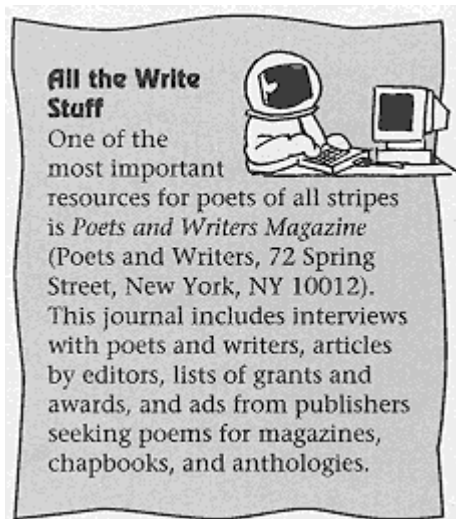 All the Write
Stuff
One of the
most important
resources for poets of all stripes
is Poets and Writers Magazine
(Poets and Writers, 72 Spring
Street, New York, NY 10012).
This journal includes interviews
with poets and writers, articles
by editors, lists of grants and
awards, and ads from publishers
seeking poems for magazines,
chapbooks, and anthologies.